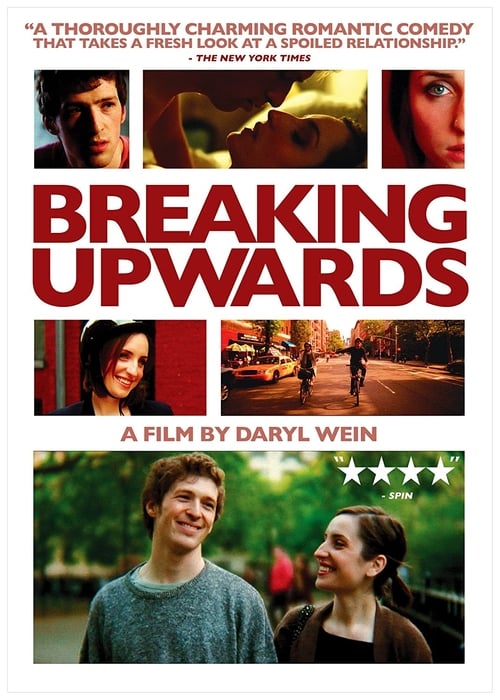 “A THOROUGHLY CHARMING ROMANTIC COMEDY
THAT TAKES A FRESH LOOK AT A SPOILED RELATIONSHIP.”
- THE NEW YORK TIMES
BREAKING
UPWARDS
A FILM BY DARYL WEIN
“★★★★”
- SPIN